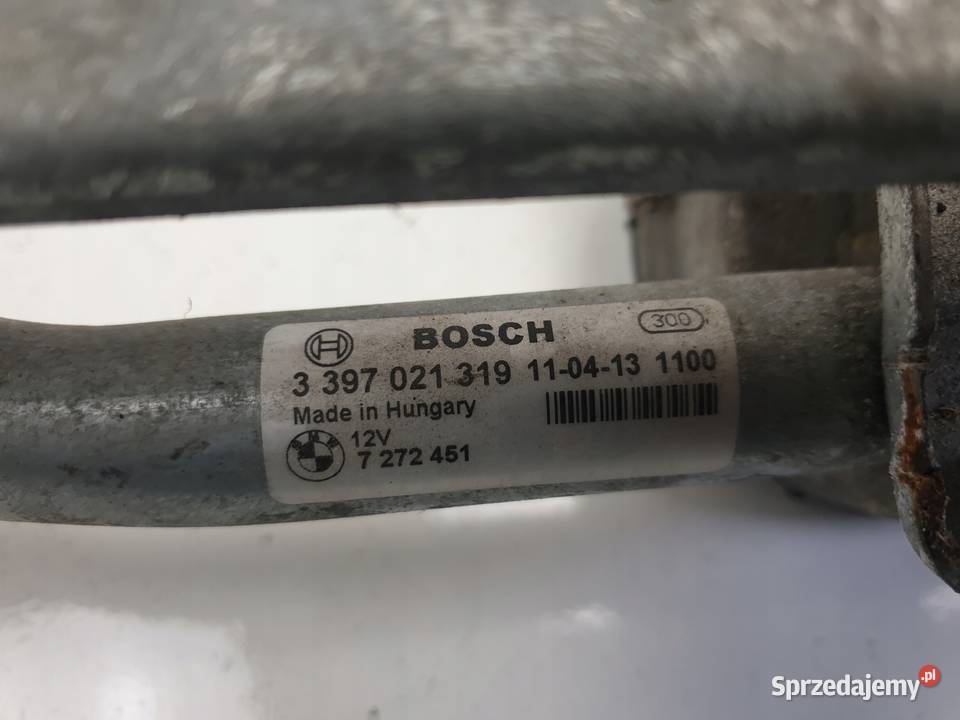 BOSCH 300
3 397 021 319 11-04-13 1100
Made in Hungary
BMW 12V
7 272 451
Sprzedajemy.pl